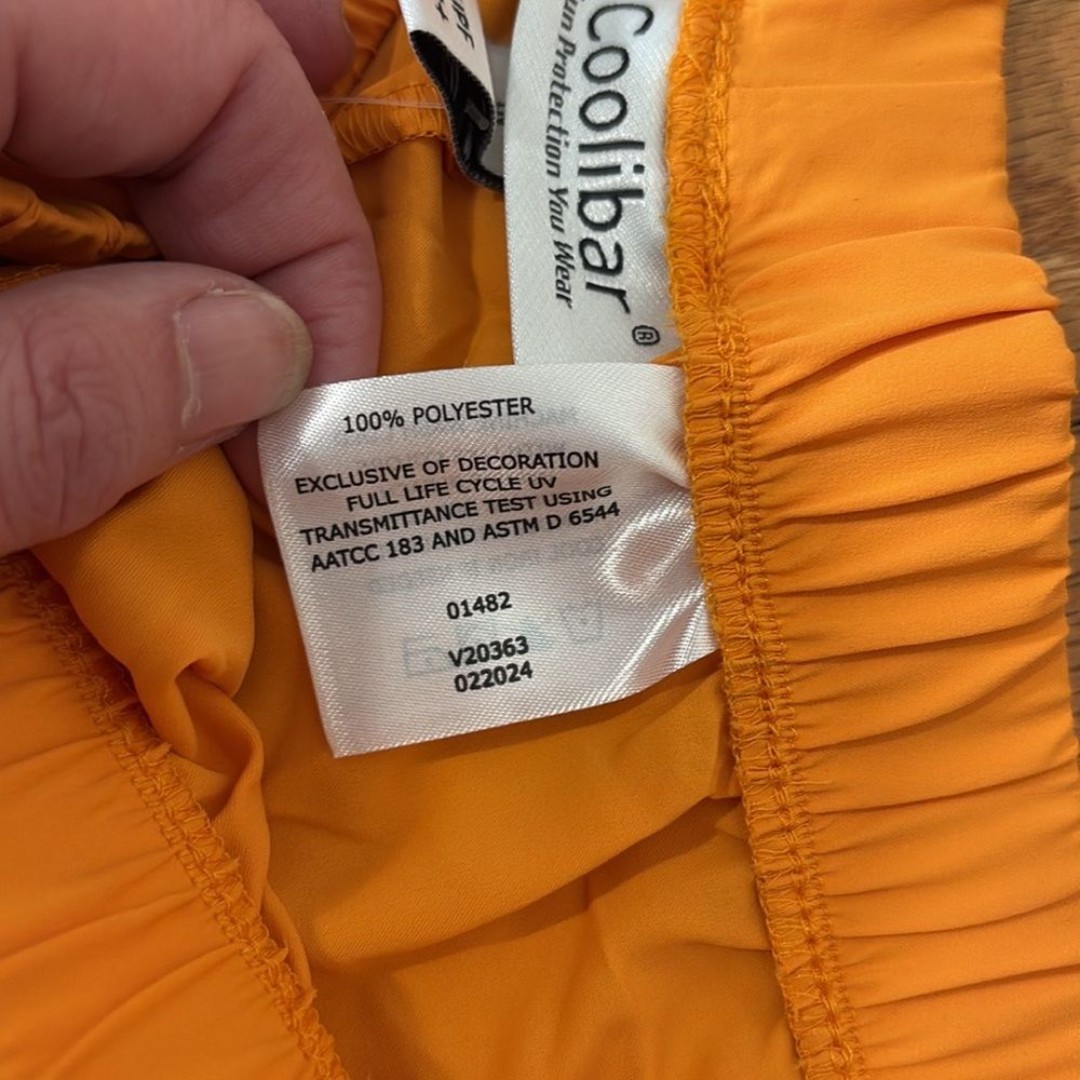 UPF
Coolibar®
Sun Protection You Wear
100% POLYESTER
EXCLUSIVE OF DECORATION
FULL LIFE CYCLE UV
TRANSMITTANCE TEST USING
AATCC 183 AND ASTM D 6544
01482
V20363
022024